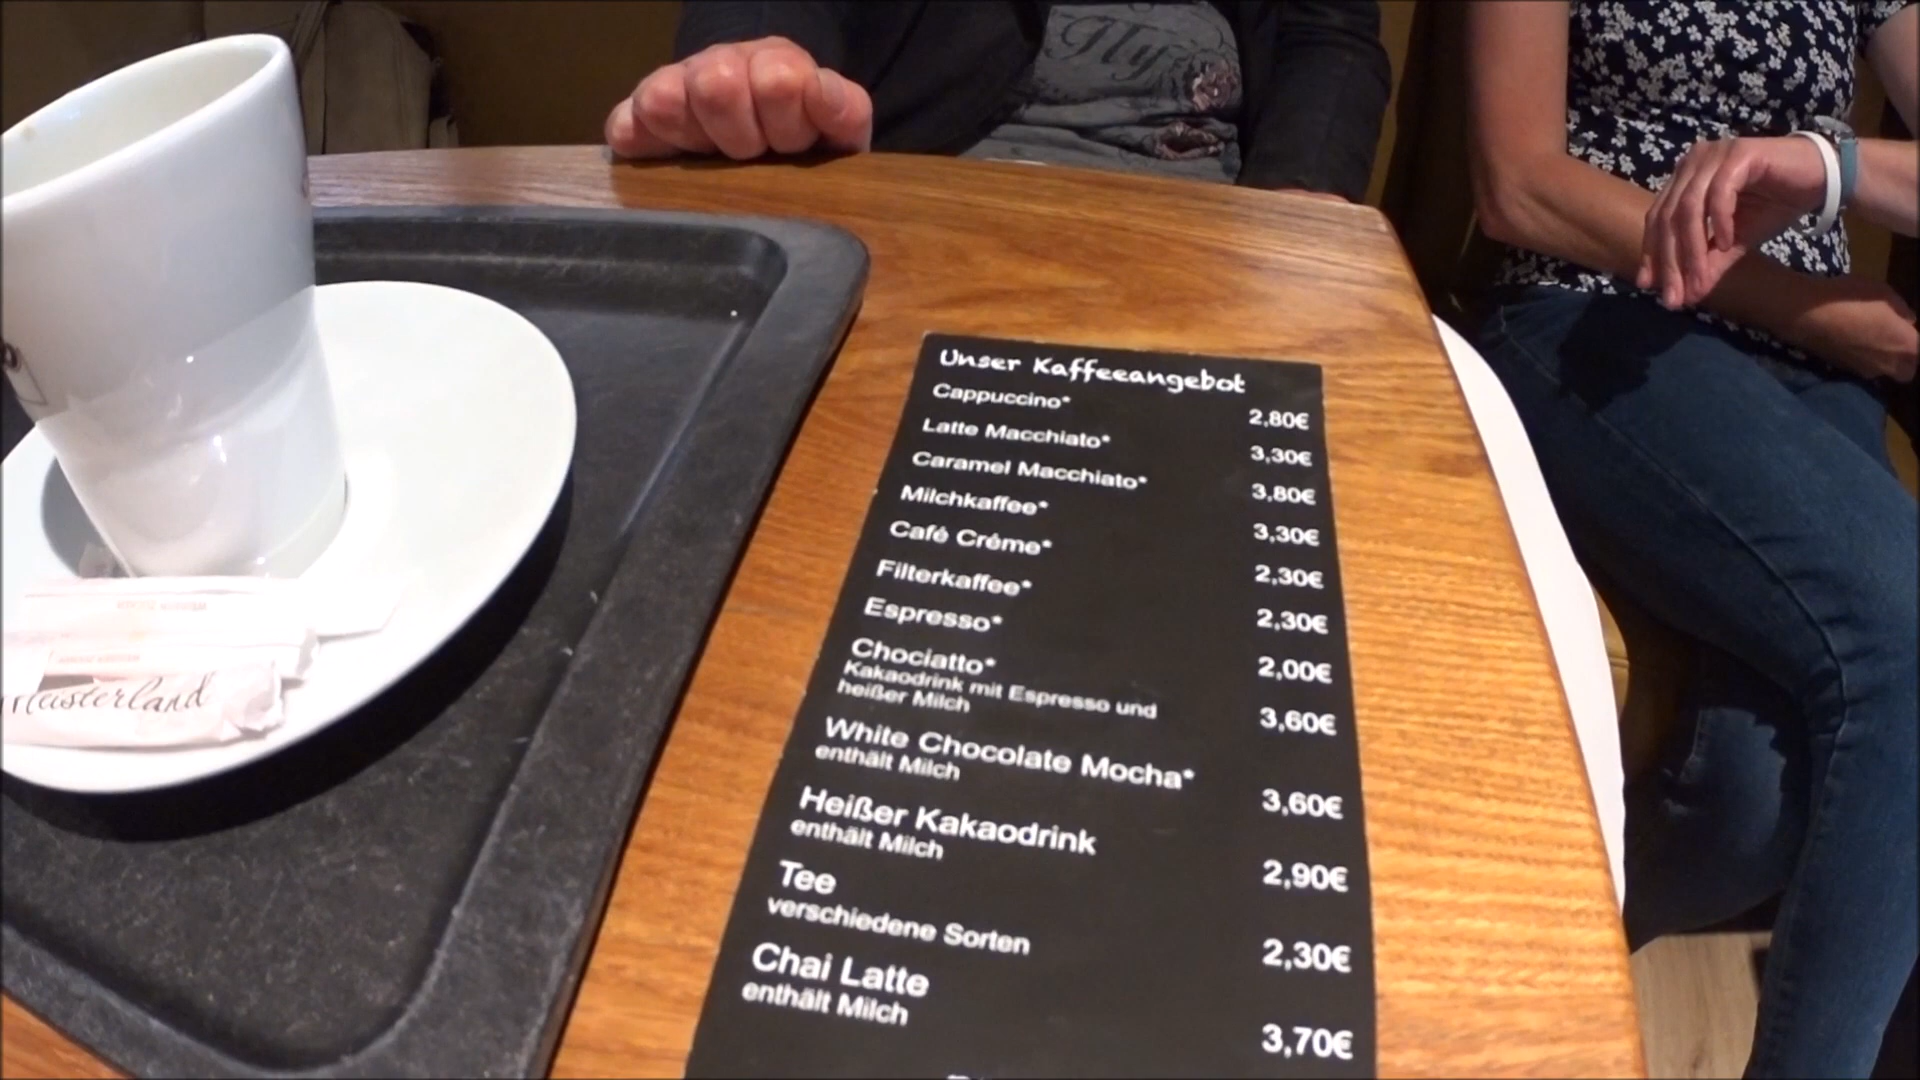 Unser Kaffeeangebot
Cappuccino* 2,80€
Latte Macchiato* 3,30€
Caramel Macchiato* 3,80€
Milchkaffee* 3,30€
Café Créme* 2,30€
Filterkaffee* 2,30€
Espresso* 2,00€
Chociatto* 3,60€
Kakaodrink mit Espresso und
heißer Milch
White Chocolate Mocha* 3,60€
enthält Milch
Heißer Kakaodrink 2,90€
enthält Milch
Tee 2,30€
verschiedene Sorten
Chai Latte 3,70€
enthält Milch
Meisterland